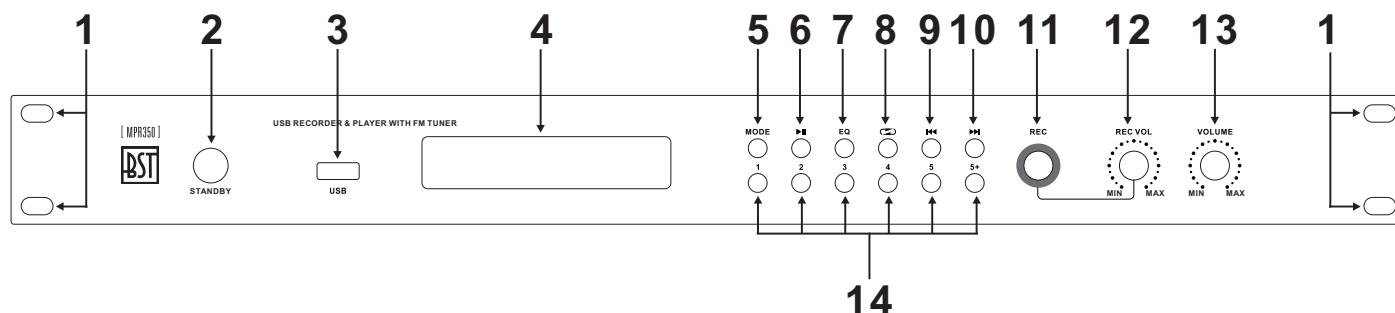 1 2 3 4 5 6 7 8 9 10 11 12 13 1
USB RECORDER & PLAYER WITH FM TUNER
[ MPR350 ]
BST
STANDBY
USB
MODE EQ REC REC VOL VOLUME
1 2 3 4 5 5+
MIN MAX MIN MAX
14